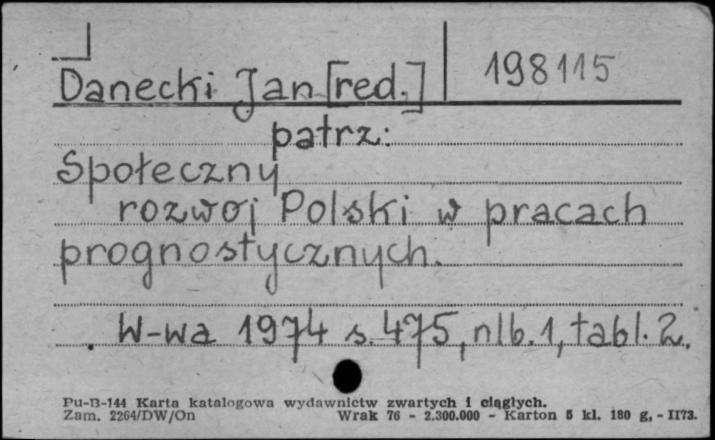 Danecki Jan [red.] 198115
patrz:
Społeczny
rozwój Polski w pracach
prognostycznych.
W-wa 1974 s. 475, nlb. 1, tabl. 2.
Pu-B-144 Karta katalogowa wydawnictw zwartych i ciągłych.
Zam. 2264/DW/On Wrak 76 - 2.300.000 - Karton 5 kl. 180 g, - II73.